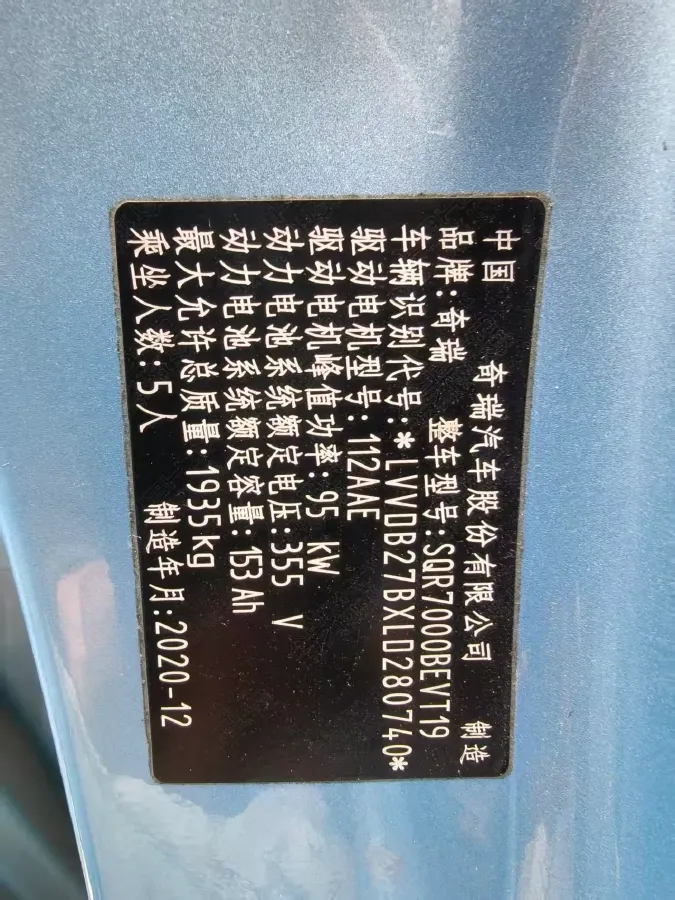 中国 奇瑞汽车股份有限公司 制造
品牌:奇瑞 整车型号:SQR7000BEVT19
车辆识别代号:*LVVDB27BXLD280740*
驱动电机型号:112AAE
驱动电机峰值功率:95 kW
动力电池系统额定电压:355 V
动力电池系统额定容量:153Ah
最大允许总质量:1935kg
乘坐人数:5人 制造年月:2020-12